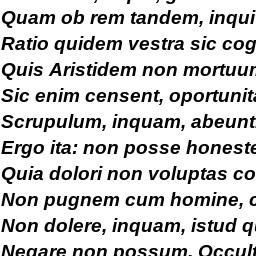 Quam ob rem tandem, inqui
Ratio quidem vestra sic cog
Quis Aristidem non mortuum
Sic enim censent, oportunita
Scrupulum, inquam, abeunt
Ergo ita: non posse honeste
Quia dolori non voluptas co
Non pugnem cum homine, c
Non dolere, inquam, istud q
Negare non possum. Occult